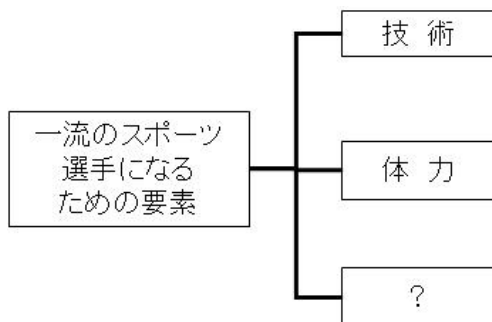 技 術
一流のスポーツ
選手になる
ための要素
体 力
？